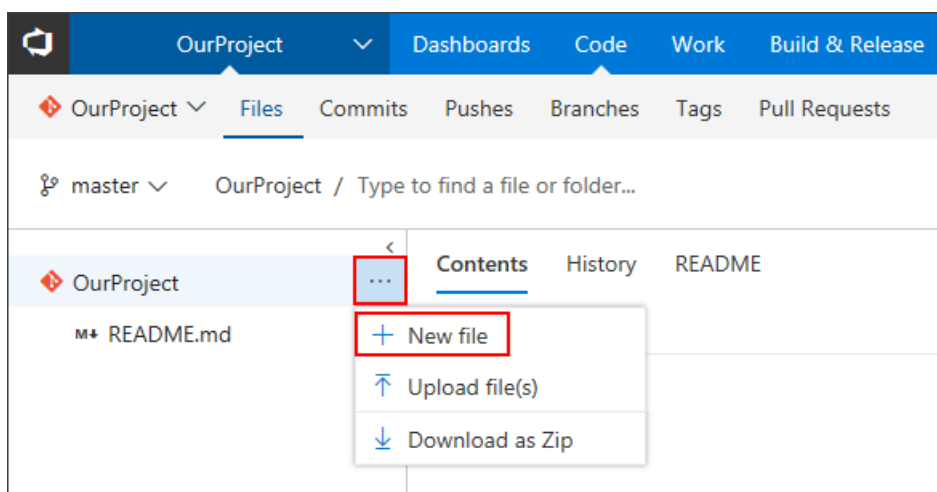 OurProject Dashboards Code Work Build & Release
OurProject Files Commits Pushes Branches Tags Pull Requests
master OurProject / Type to find a file or folder...
OurProject ... Contents History README
M↓ README.md
New file
Upload file(s)
Download as Zip